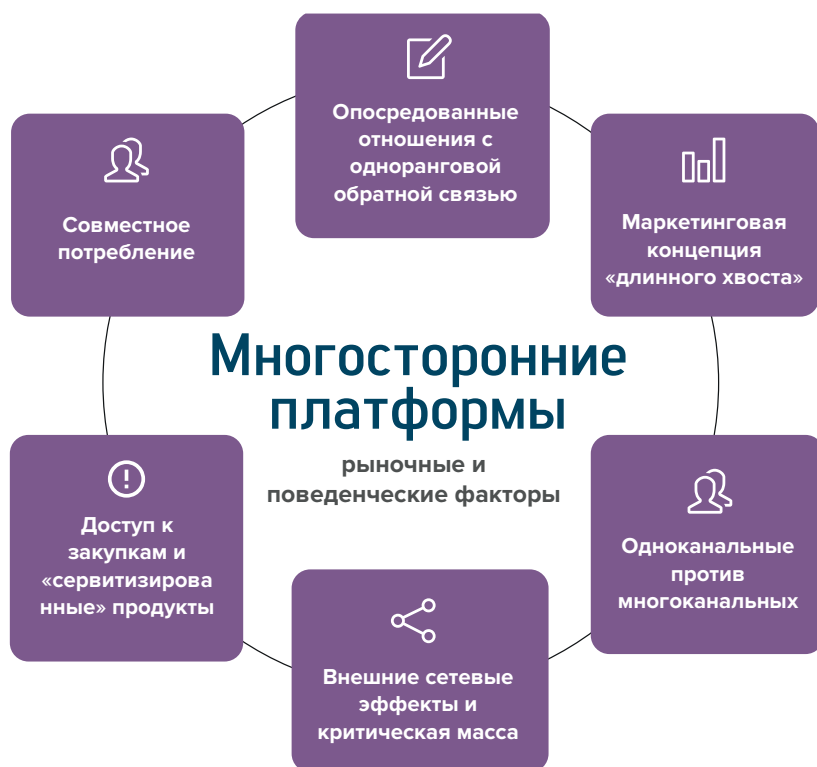 Опосредованные
отношения с
одноранговой
обратной связью
Маркетинговая
концепция
«длинного хвоста»
Одноканальные
против
многоканальных
Внешние сетевые
эффекты и
критическая масса
Доступ к
закупкам и
«сервитизирова
нные» продукты
Совместное
потребление
Многосторонние
платформы
рыночные и
поведенческие факторы